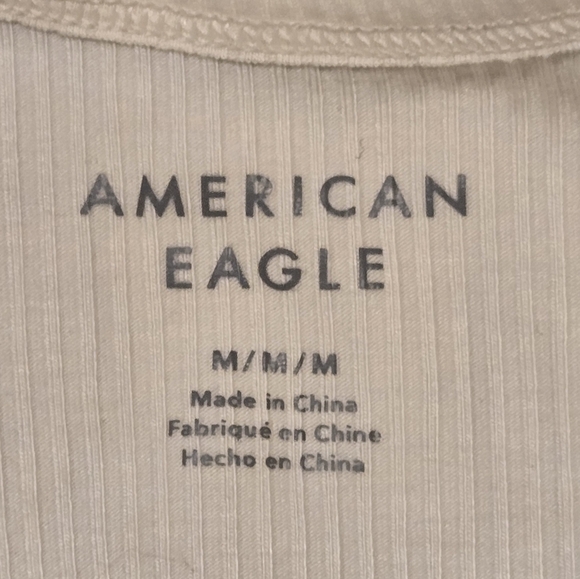 AMERICAN
EAGLE
M/M/M
Made in China
Fabriqué en Chine
Hecho en China